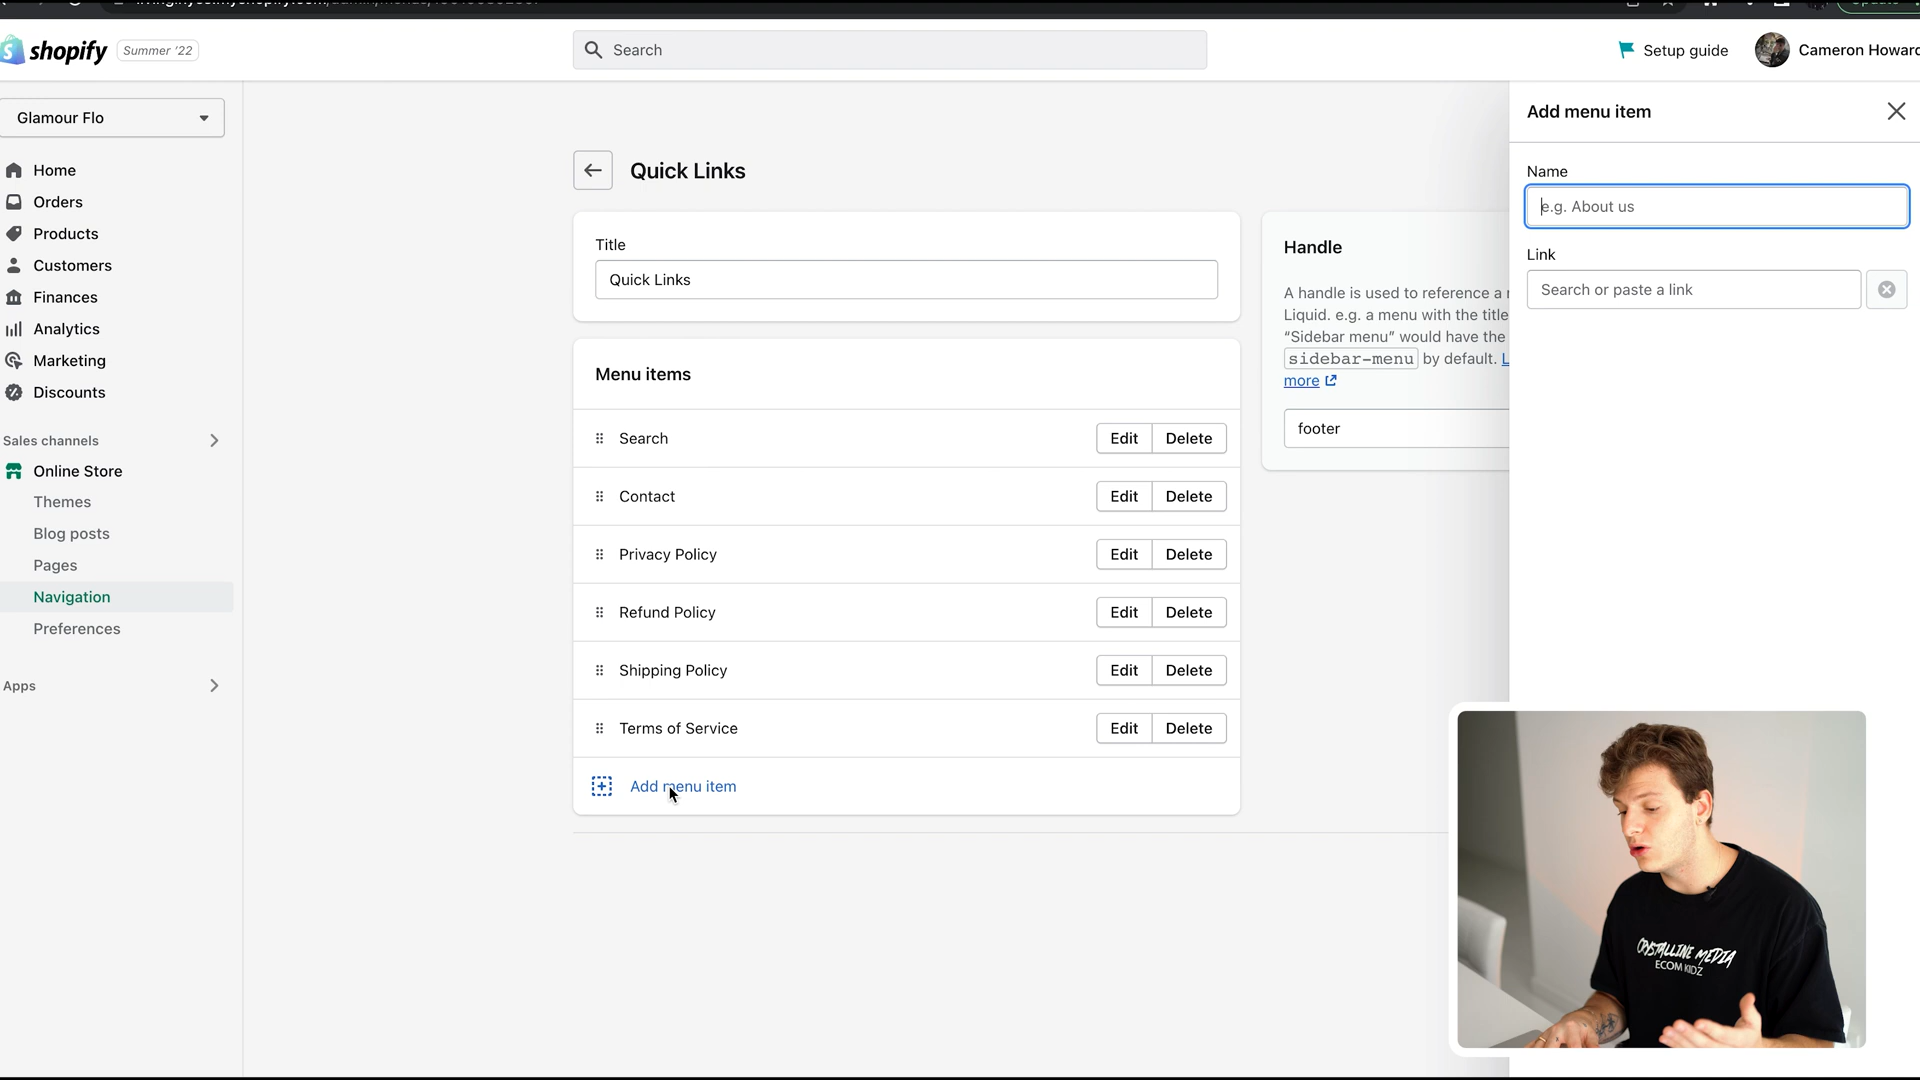 shopify
Summer '22
Search
Setup guide
Cameron Howard
Glamour Flo
Home
Orders
Products
Customers
Finances
Analytics
Marketing
Discounts
Sales channels
Online Store
Themes
Blog posts
Pages
Navigation
Preferences
Apps
Quick Links
Title
Quick Links
Menu items
Search
Edit
Delete
Contact
Edit
Delete
Privacy Policy
Edit
Delete
Refund Policy
Edit
Delete
Shipping Policy
Edit
Delete
Terms of Service
Edit
Delete
Add menu item
Handle
A handle is used to reference a
Liquid. e.g. a menu with the title
“Sidebar menu” would have the
sidebar-menu by default. L
more
footer
Add menu item
Name
e.g. About us
Link
Search or paste a link
CRYSTALLINE MEDIA
ECOM KIDZ